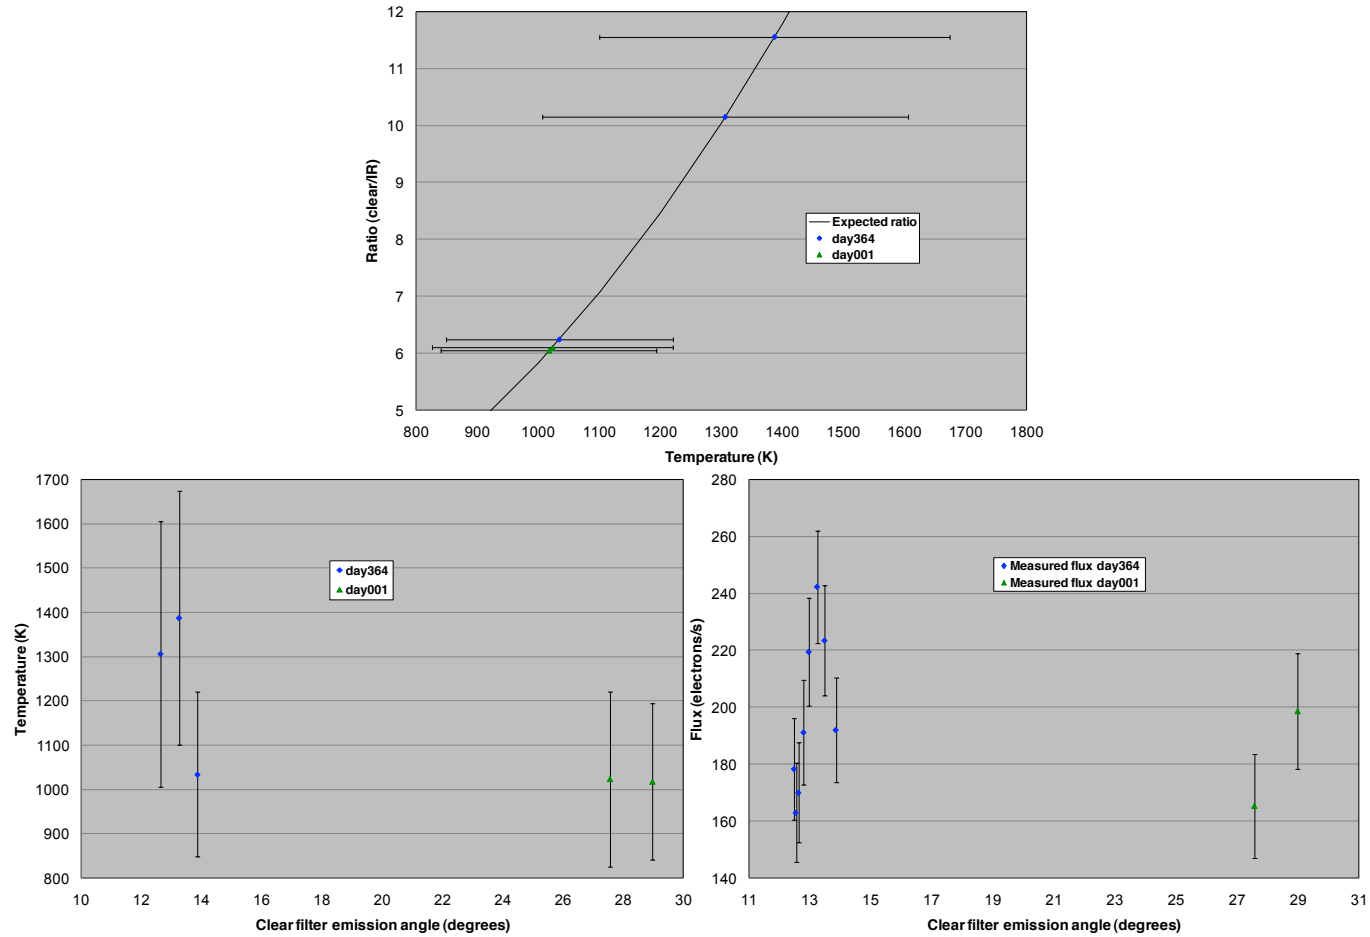 12
11
10
9
8
7
6
5
Ratio (clear/IR)
Expected ratio
day364
day001
800 900 1000 1100 1200 1300 1400 1500 1600 1700 1800
Temperature (K)
1700
1600
1500
1400
1300
1200
1100
1000
900
800
Temperature (K)
day364
day001
10 12 14 16 18 20 22 24 26 28 30
Clear filter emission angle (degrees)
280
260
240
220
200
180
160
140
Flux (electrons/s)
Measured flux day364
Measured flux day001
11 13 15 17 19 21 23 25 27 29 31
Clear filter emission angle (degrees)